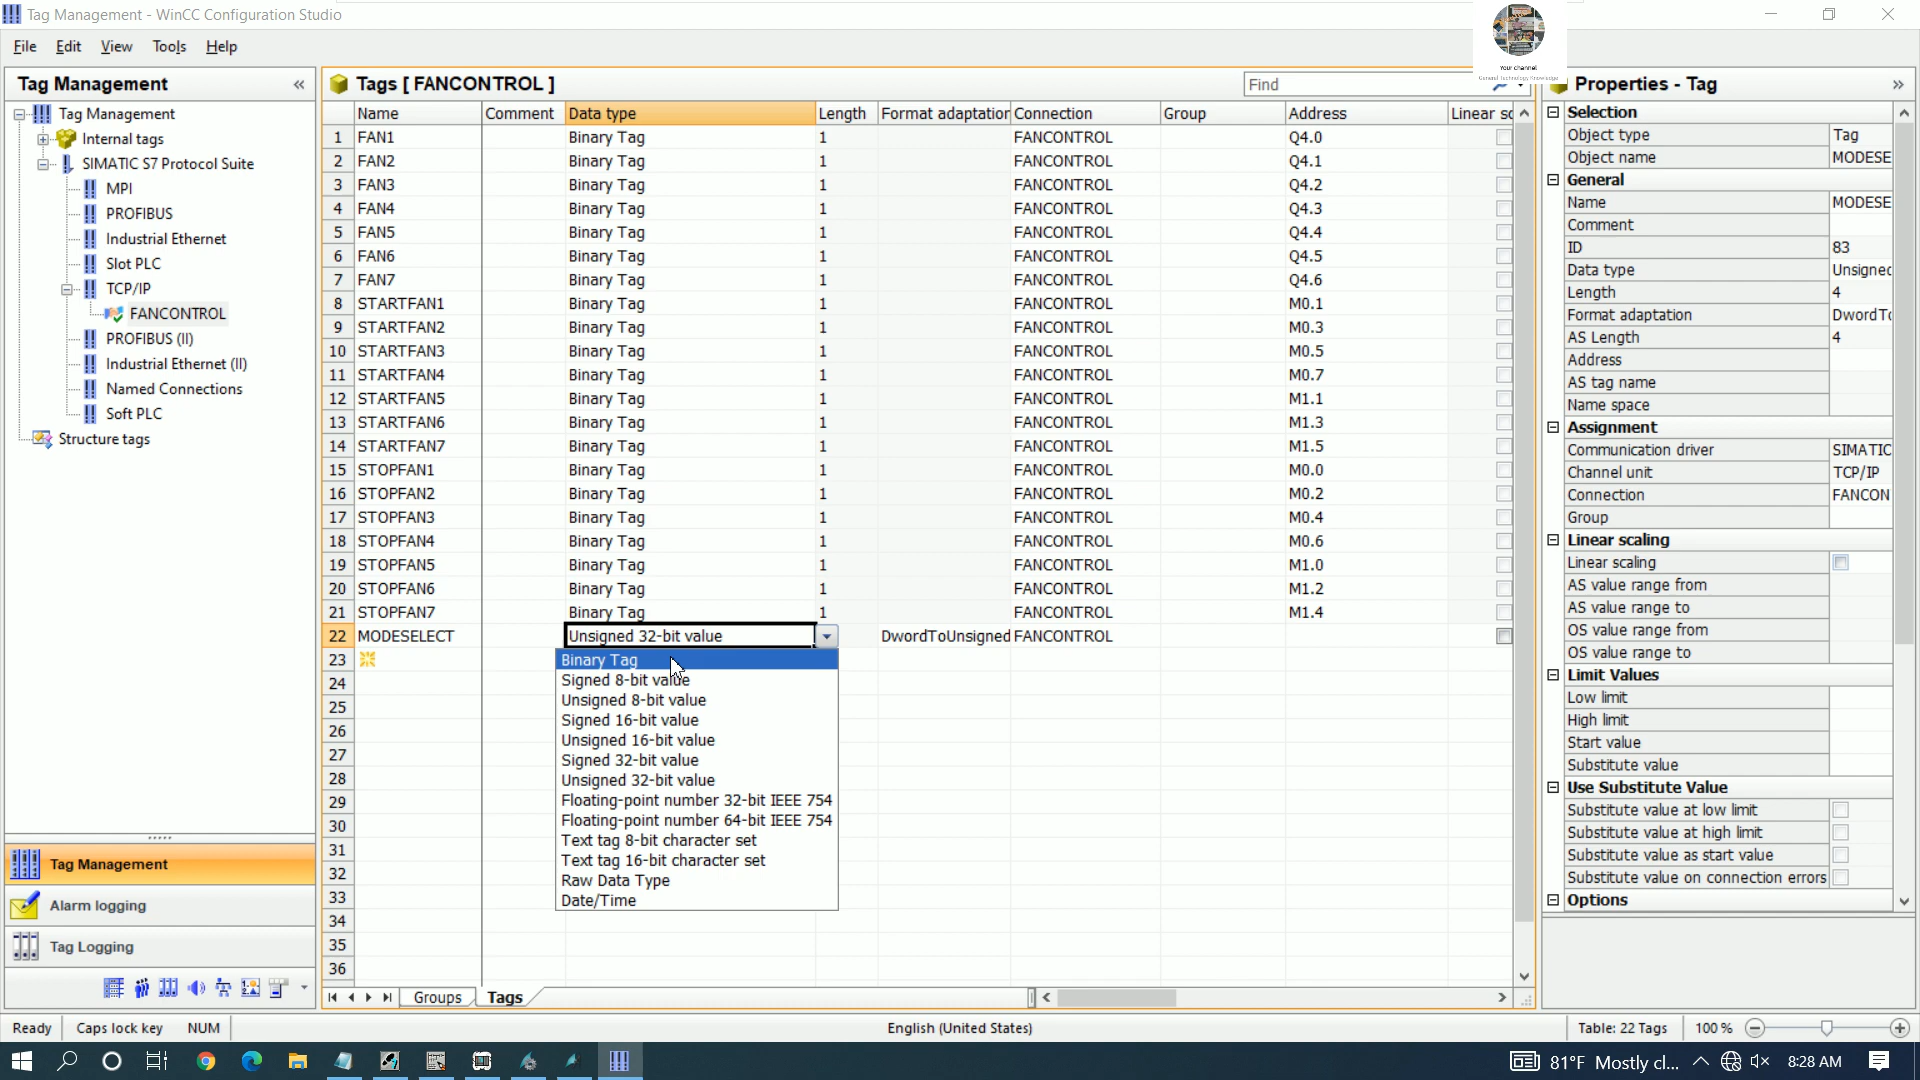 Tag Management - WinCC Configuration Studio
File Edit View Tools Help
Your channel
General Technology Knowledge
Tag Management «
Tags [ FANCONTROL ]
Find
Properties - Tag »
Tag Management
Internal tags
SIMATIC S7 Protocol Suite
MPI
PROFIBUS
Industrial Ethernet
Slot PLC
TCP/IP
FANCONTROL
PROFIBUS (II)
Industrial Ethernet (II)
Named Connections
Soft PLC
Structure tags
Tag Management
Alarm logging
Tag Logging
Name Comment Data type Length Format adaptation Connection Group Address Linear sc
1 FAN1 Binary Tag 1 FANCONTROL Q4.0
2 FAN2 Binary Tag 1 FANCONTROL Q4.1
3 FAN3 Binary Tag 1 FANCONTROL Q4.2
4 FAN4 Binary Tag 1 FANCONTROL Q4.3
5 FAN5 Binary Tag 1 FANCONTROL Q4.4
6 FAN6 Binary Tag 1 FANCONTROL Q4.5
7 FAN7 Binary Tag 1 FANCONTROL Q4.6
8 STARTFAN1 Binary Tag 1 FANCONTROL M0.1
9 STARTFAN2 Binary Tag 1 FANCONTROL M0.3
10 STARTFAN3 Binary Tag 1 FANCONTROL M0.5
11 STARTFAN4 Binary Tag 1 FANCONTROL M0.7
12 STARTFAN5 Binary Tag 1 FANCONTROL M1.1
13 STARTFAN6 Binary Tag 1 FANCONTROL M1.3
14 STARTFAN7 Binary Tag 1 FANCONTROL M1.5
15 STOPFAN1 Binary Tag 1 FANCONTROL M0.0
16 STOPFAN2 Binary Tag 1 FANCONTROL M0.2
17 STOPFAN3 Binary Tag 1 FANCONTROL M0.4
18 STOPFAN4 Binary Tag 1 FANCONTROL M0.6
19 STOPFAN5 Binary Tag 1 FANCONTROL M1.0
20 STOPFAN6 Binary Tag 1 FANCONTROL M1.2
21 STOPFAN7 Binary Tag 1 FANCONTROL M1.4
22 MODESELECT Unsigned 32-bit value DwordToUnsigned FANCONTROL
23
24
25
26
27
28
29
30
31
32
33
34
35
36
Binary Tag
Signed 8-bit value
Unsigned 8-bit value
Signed 16-bit value
Unsigned 16-bit value
Signed 32-bit value
Unsigned 32-bit value
Floating-point number 32-bit IEEE 754
Floating-point number 64-bit IEEE 754
Text tag 8-bit character set
Text tag 16-bit character set
Raw Data Type
Date/Time
Groups Tags
Selection
Object type Tag
Object name MODESE
General
Name MODESE
Comment
ID 83
Data type Unsigned
Length 4
Format adaptation DwordTo
AS Length 4
Address
AS tag name
Name space
Assignment
Communication driver SIMATIC
Channel unit TCP/IP
Connection FANCON
Group
Linear scaling
Linear scaling
AS value range from
AS value range to
OS value range from
OS value range to
Limit Values
Low limit
High limit
Start value
Substitute value
Use Substitute Value
Substitute value at low limit
Substitute value at high limit
Substitute value as start value
Substitute value on connection errors
Options
Ready Caps lock key NUM English (United States) Table: 22 Tags 100 %
81°F Mostly cl... 8:28 AM